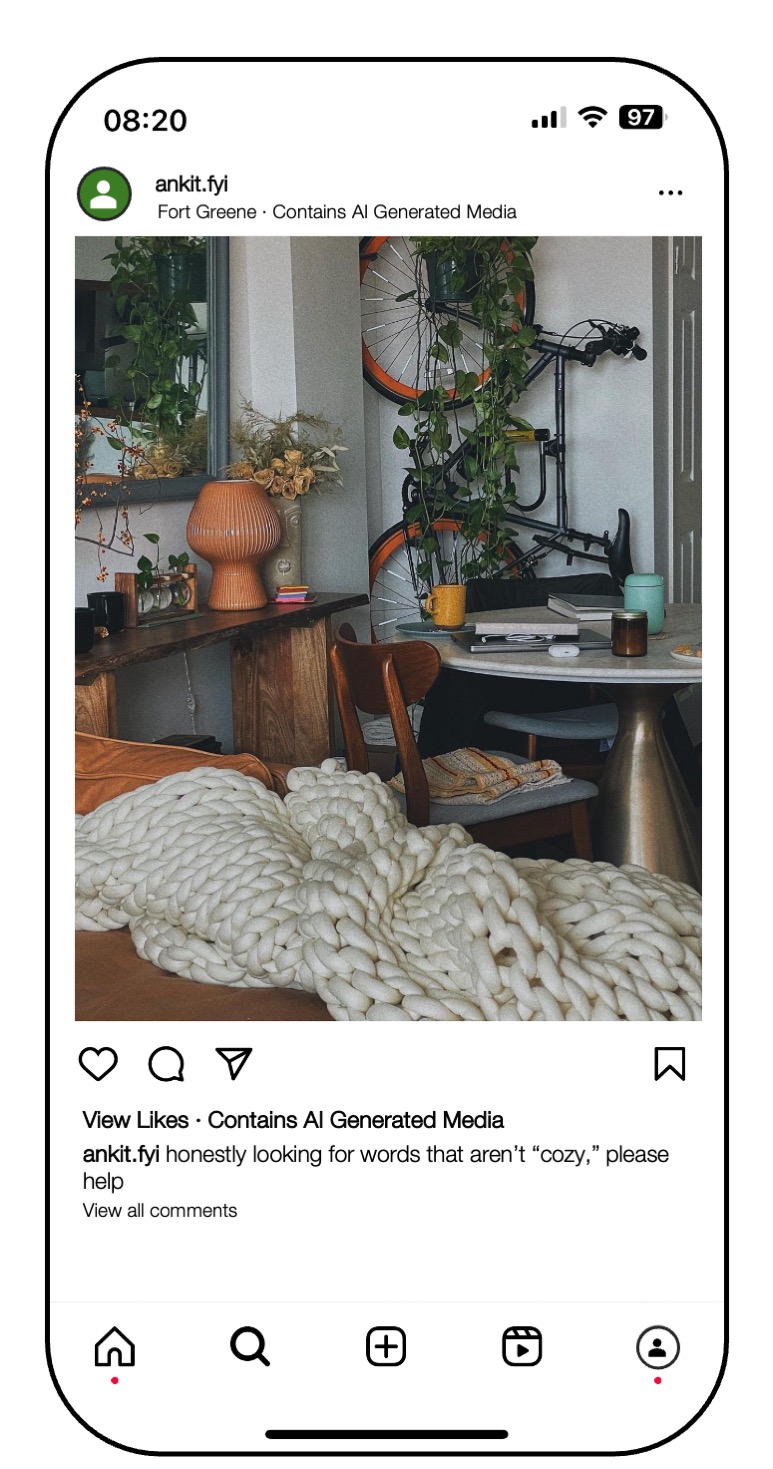 08:20
97
ankit.fyi
Fort Greene · Contains AI Generated Media
View Likes · Contains AI Generated Media
ankit.fyi honestly looking for words that aren’t “cozy,” please
help
View all comments